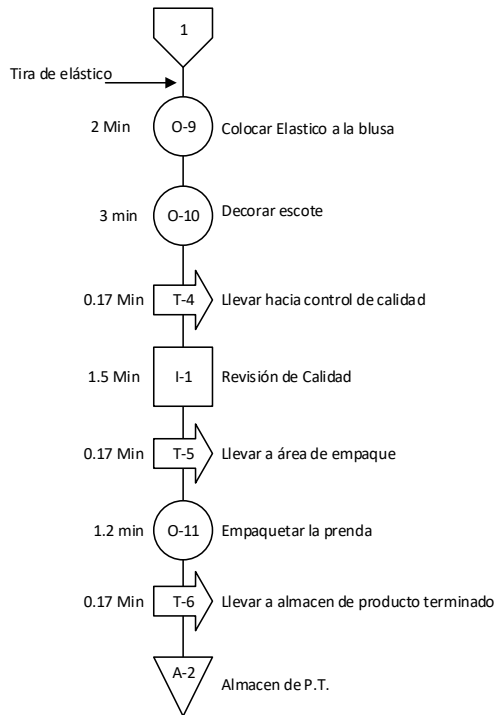 1
Tira de elástico
2 Min O-9 Colocar Elastico a la blusa
3 min O-10 Decorar escote
0.17 Min T-4 Llevar hacia control de calidad
1.5 Min I-1 Revisión de Calidad
0.17 Min T-5 Llevar a área de empaque
1.2 min O-11 Empaquetar la prenda
0.17 Min T-6 Llevar a almacen de producto terminado
A-2 Almacen de P.T.